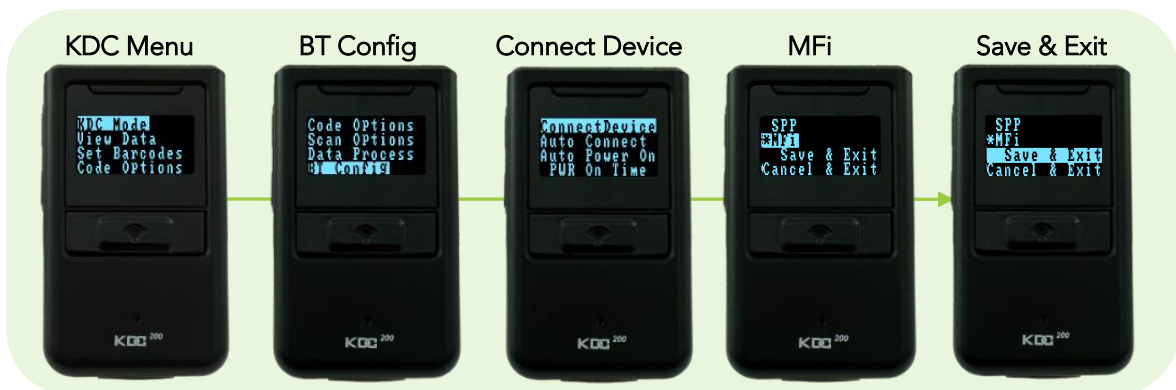 KDC Menu
BT Config
Connect Device
MFi
Save & Exit
KDC Mode
View Data
Set Barcodes
Code Options
Code Options
Scan Options
Data Process
BT Config
ConnectDevice
Auto Connect
Auto Power On
PWR On Time
SPP
*MFi
Save & Exit
Cancel & Exit
SPP
*MFi
Save & Exit
Cancel & Exit
KDC 200
KDC 200
KDC 200
KDC 200
KDC 200